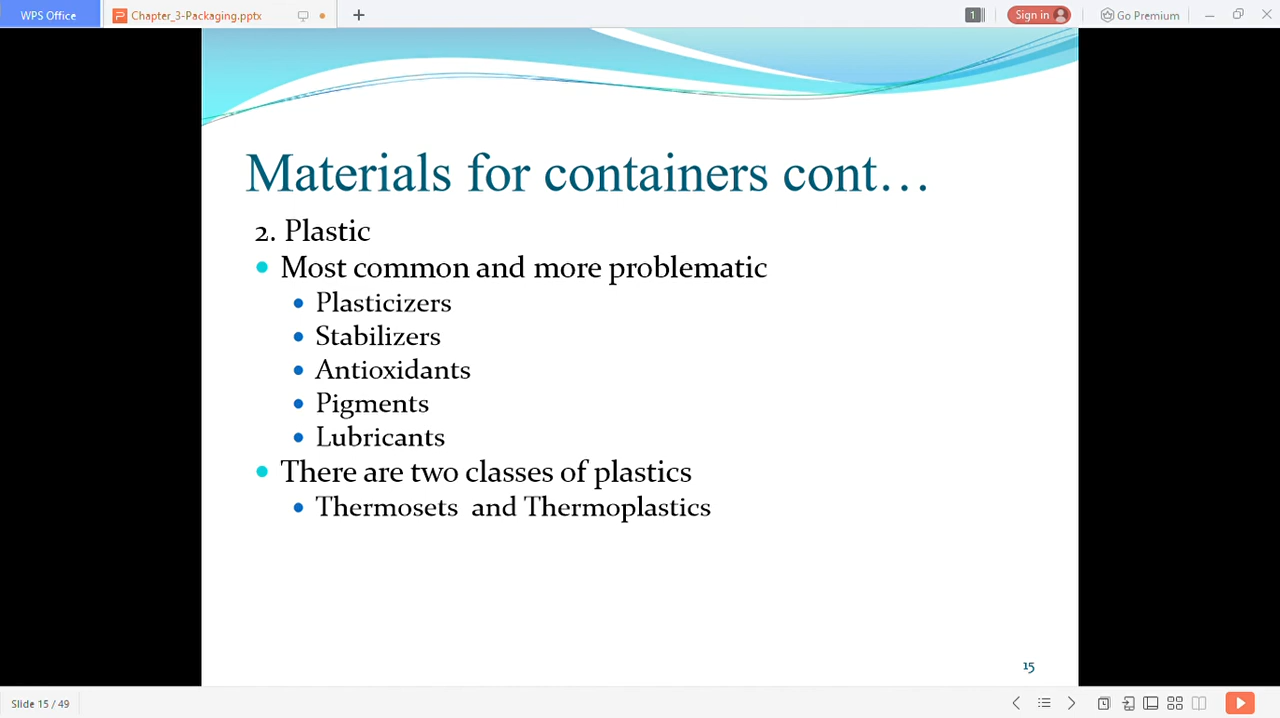 WPS Office
Chapter_3-Packaging.pptx
1
Sign in
Go Premium
Materials for containers cont…
2. Plastic
Most common and more problematic
Plasticizers
Stabilizers
Antioxidants
Pigments
Lubricants
There are two classes of plastics
Thermosets and Thermoplastics
15
Slide 15 / 49